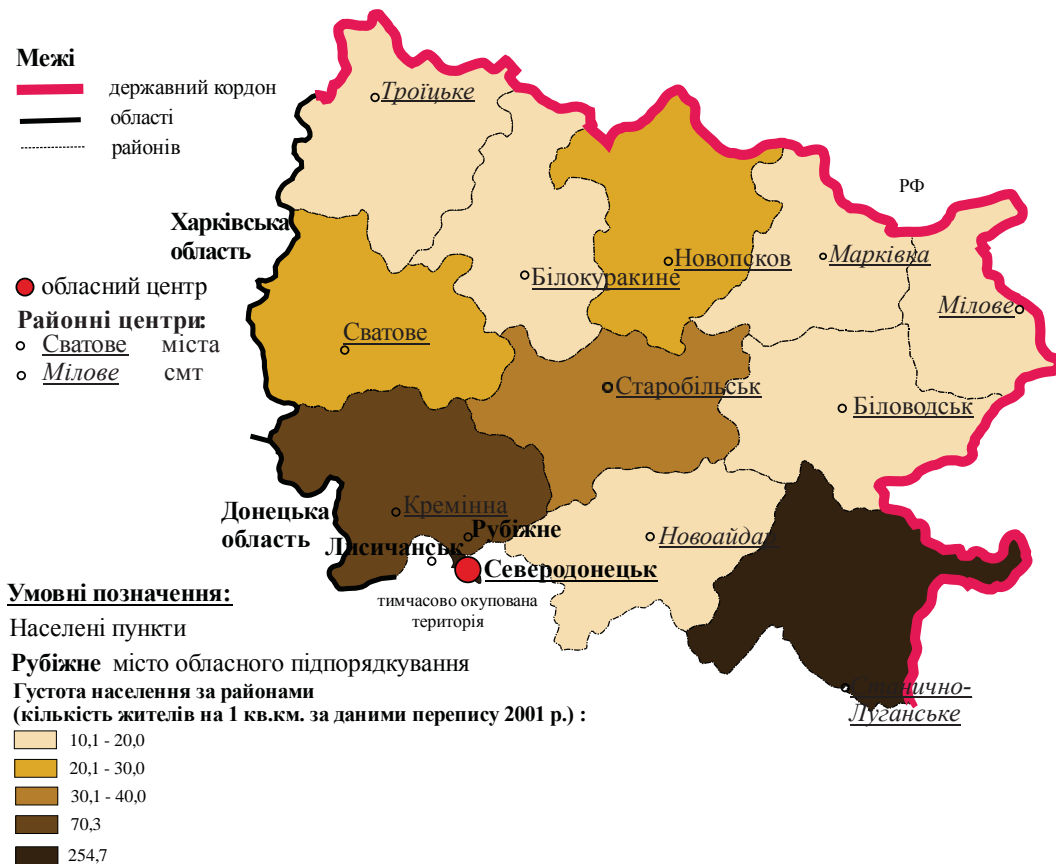 Межі
державний кордон
області
районів
Троїцьке
РФ
Харківська
область
Новопсков
Марківка
Білокуракине
обласний центр
Мілове
Районні центри:
Сватове міста
Мілове смт
Сватове
Старобільськ
Біловодськ
Кремінна
Донецька
область
Рубіжне
Лисичанськ
Новоайдар
Северодонецьк
тимчасово окупована
територія
Умовні позначення:
Населені пункти
Рубіжне місто обласного підпорядкування
Станично-
Луганське
Густота населення за районами
(кількість жителів на 1 кв.км. за даними перепису 2001 р.) :
10,1 - 20,0
20,1 - 30,0
30,1 - 40,0
70,3
254,7